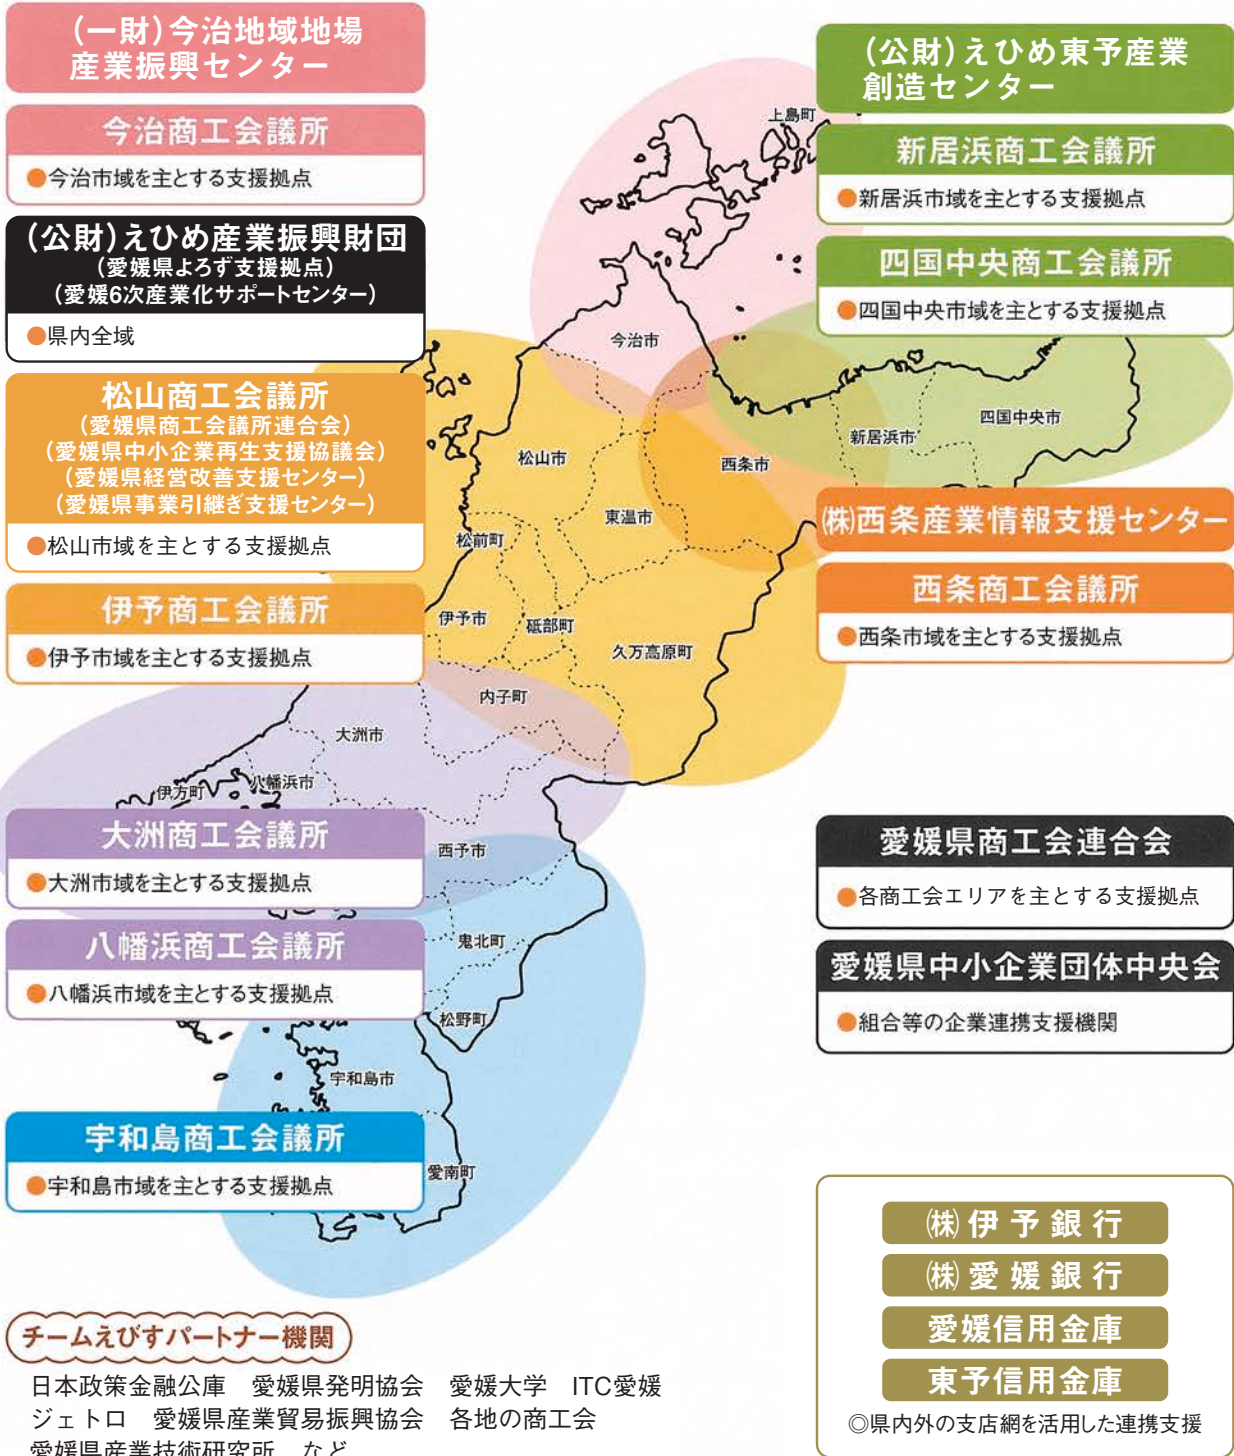 (一財)今治地域地場
産業振興センター
今治商工会議所
●今治市域を主とする支援拠点
(公財)えひめ産業振興財団
(愛媛県よろず支援拠点)
(愛媛6次産業化サポートセンター)
●県内全域
松山商工会議所
(愛媛県商工会議所連合会)
(愛媛県中小企業再生支援協議会)
(愛媛県経営改善支援センター)
(愛媛県事業引継ぎ支援センター)
●松山市域を主とする支援拠点
伊予商工会議所
●伊予市域を主とする支援拠点
大洲商工会議所
●大洲市域を主とする支援拠点
八幡浜商工会議所
●八幡浜市域を主とする支援拠点
宇和島商工会議所
●宇和島市域を主とする支援拠点
上島町
今治市
松山市
東温市
西条市
新居浜市
四国中央市
松前町
伊予市
砥部町
久万高原町
内子町
大洲市
八幡浜市
伊方町
西予市
鬼北町
松野町
宇和島市
愛南町
(公財)えひめ東予産業
創造センター
新居浜商工会議所
●新居浜市域を主とする支援拠点
四国中央商工会議所
●四国中央市域を主とする支援拠点
㈱西条産業情報支援センター
西条商工会議所
●西条市域を主とする支援拠点
愛媛県商工会連合会
●各商工会エリアを主とする支援拠点
愛媛県中小企業団体中央会
●組合等の企業連携支援機関
㈱伊予銀行
㈱愛媛銀行
愛媛信用金庫
東予信用金庫
◎県内外の支店網を活用した連携支援
チームえびすパートナー機関
日本政策金融公庫 愛媛県発明協会 愛媛大学 ITC愛媛
ジェトロ 愛媛県産業貿易振興協会 各地の商工会
愛媛県産業技術研究所 など